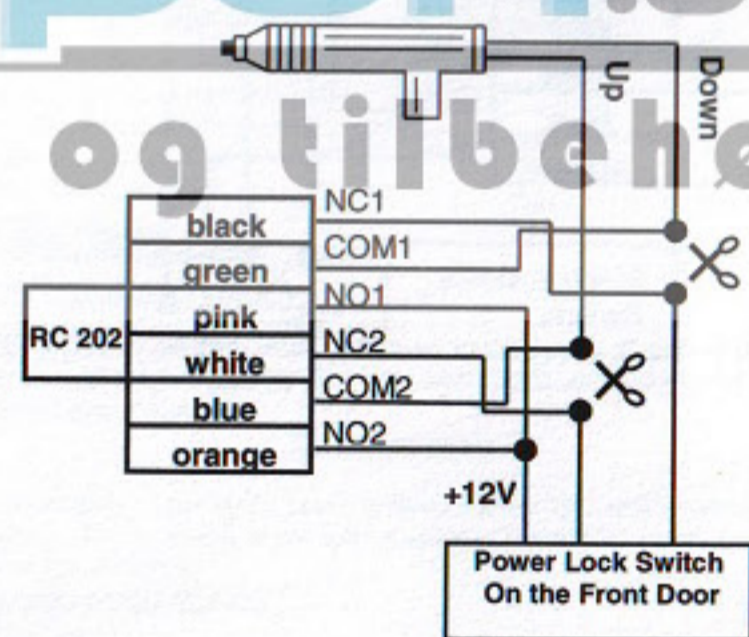 Up
Down
og tilbehø
black
green
pink
white
blue
orange
RC 202
NC1
COM1
NO1
NC2
COM2
NO2
+12V
Power Lock Switch
On the Front Door